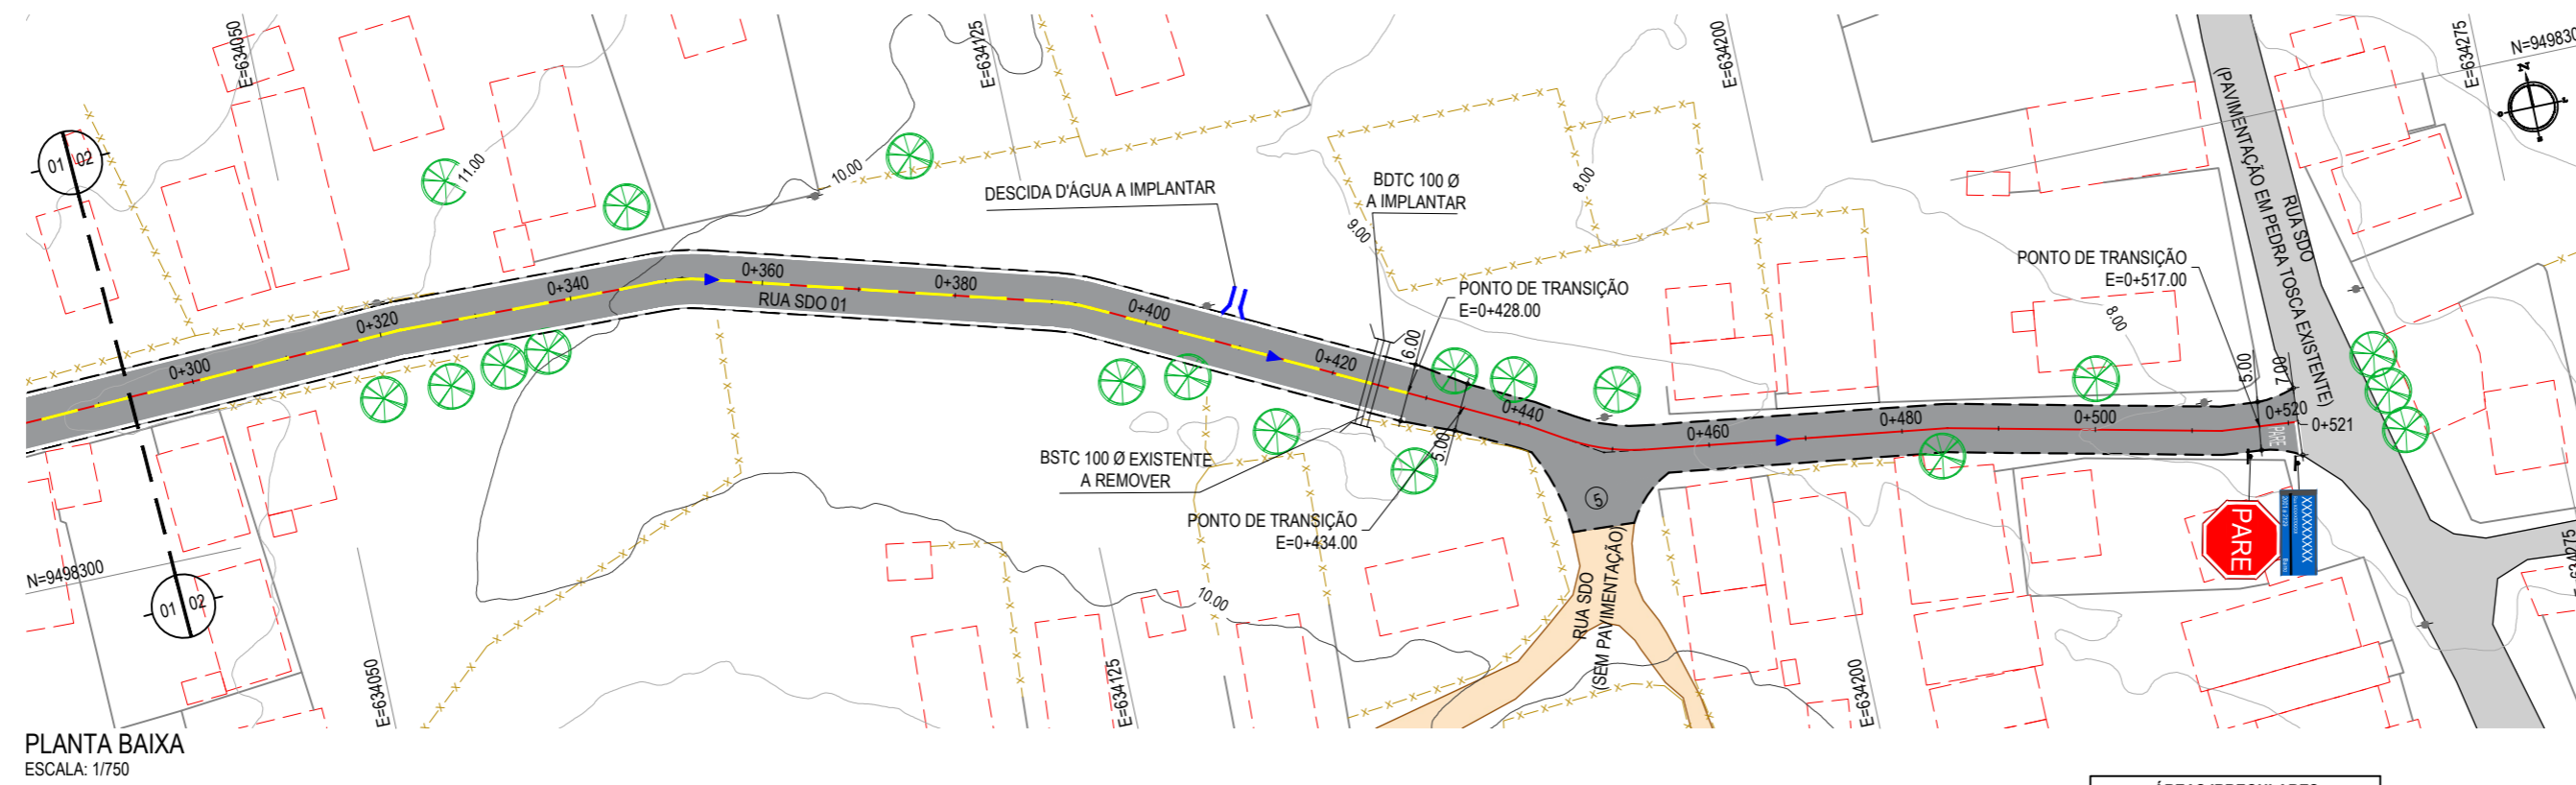 E=634050
E=634125
E=634200
E=634275
N=9498300
(PAVIMENTAÇÃO EM PEDRA TOSCA EXISTENTE)
RUA SDO
01
02
11.00
10.00
DESCIDA D'ÁGUA A IMPLANTAR
BDTC 100 Ø
A IMPLANTAR
9.00
8.00
PONTO DE TRANSIÇÃO
E=0+428.00
PONTO DE TRANSIÇÃO
E=0+517.00
8.00
0+300
0+320
0+340
0+360
0+380
RUA SDO 01
0+400
0+420
6.00
5.00
0+440
0+460
0+480
0+500
0+520
0+521
5.00
7.00
PARE
BSTC 100 Ø EXISTENTE
A REMOVER
PONTO DE TRANSIÇÃO
E=0+434.00
5
RUA SDO
(SEM PAVIMENTAÇÃO)
10.00
PARE
XXXXXXXX
N=9498300
01
02
E=634050
E=634125
E=634200
634275
PLANTA BAIXA
ESCALA: 1/750